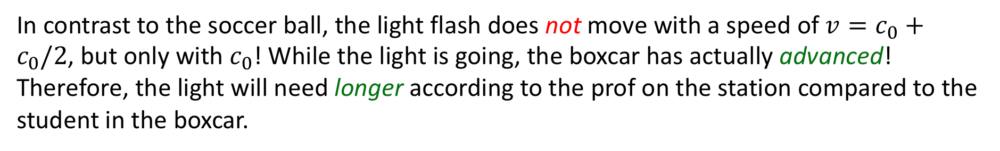 In contrast to the soccer ball, the light flash does not move with a speed of 𝑣 = 𝑐₀ +
𝑐₀/2, but only with 𝑐₀! While the light is going, the boxcar has actually advanced!
Therefore, the light will need longer according to the prof on the station compared to the
student in the boxcar.